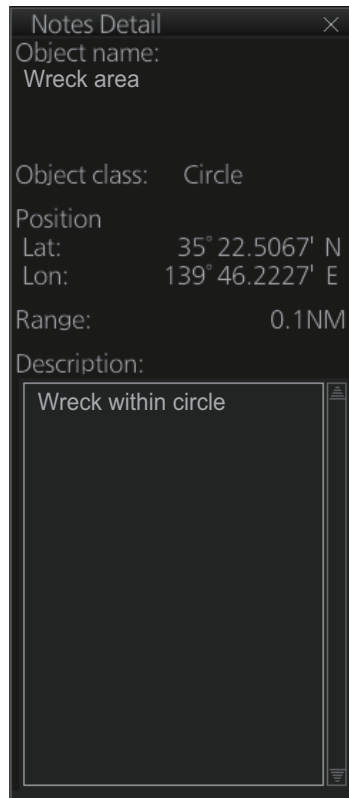 Notes Detail
Object name:
Wreck area
Object class: Circle
Position
Lat: 35° 22.5067' N
Lon: 139° 46.2227' E
Range: 0.1NM
Description:
Wreck within circle